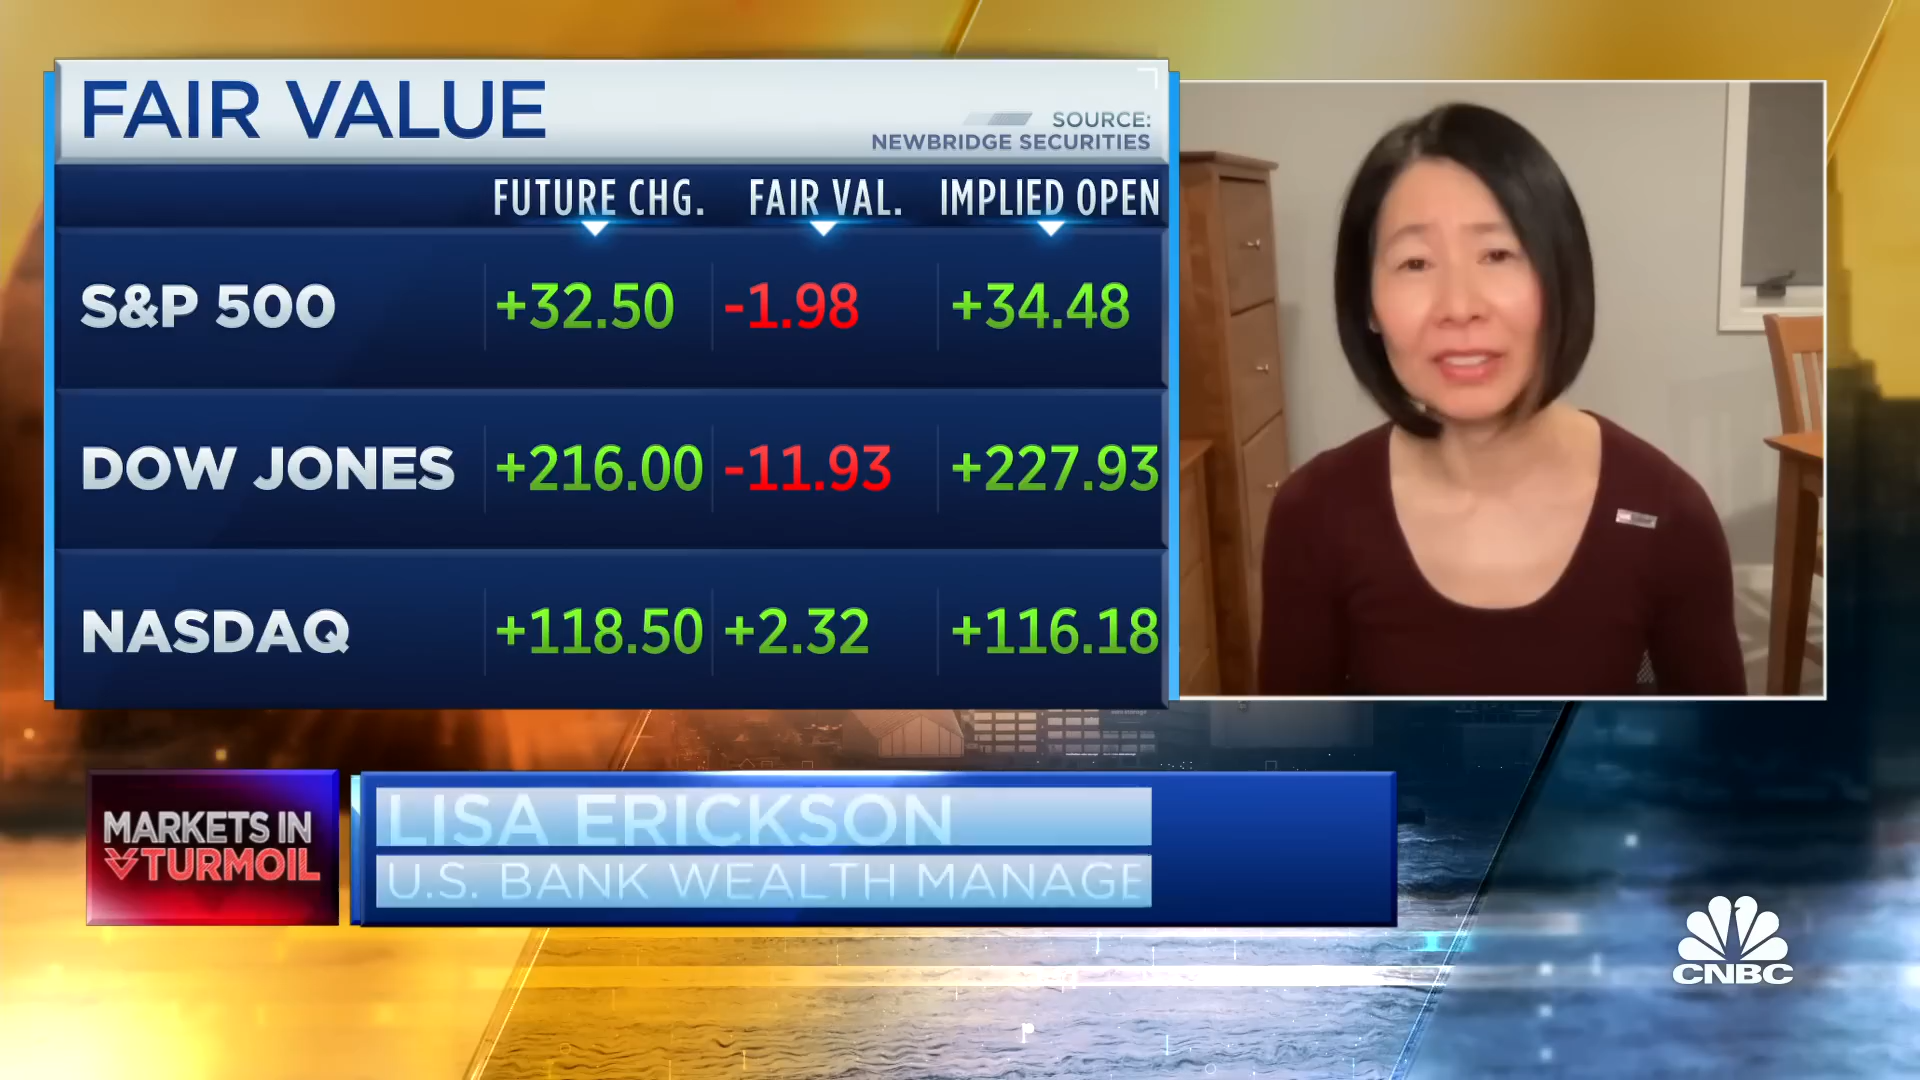 FAIR VALUE
SOURCE:
NEWBRIDGE SECURITIES
FUTURE CHG. FAIR VAL. IMPLIED OPEN
S&P 500 +32.50 -1.98 +34.48
DOW JONES +216.00 -11.93 +227.93
NASDAQ +118.50 +2.32 +116.18
MARKETS IN
TURMOIL
LISA ERICKSON
U.S. BANK WEALTH MANAGE
CNBC